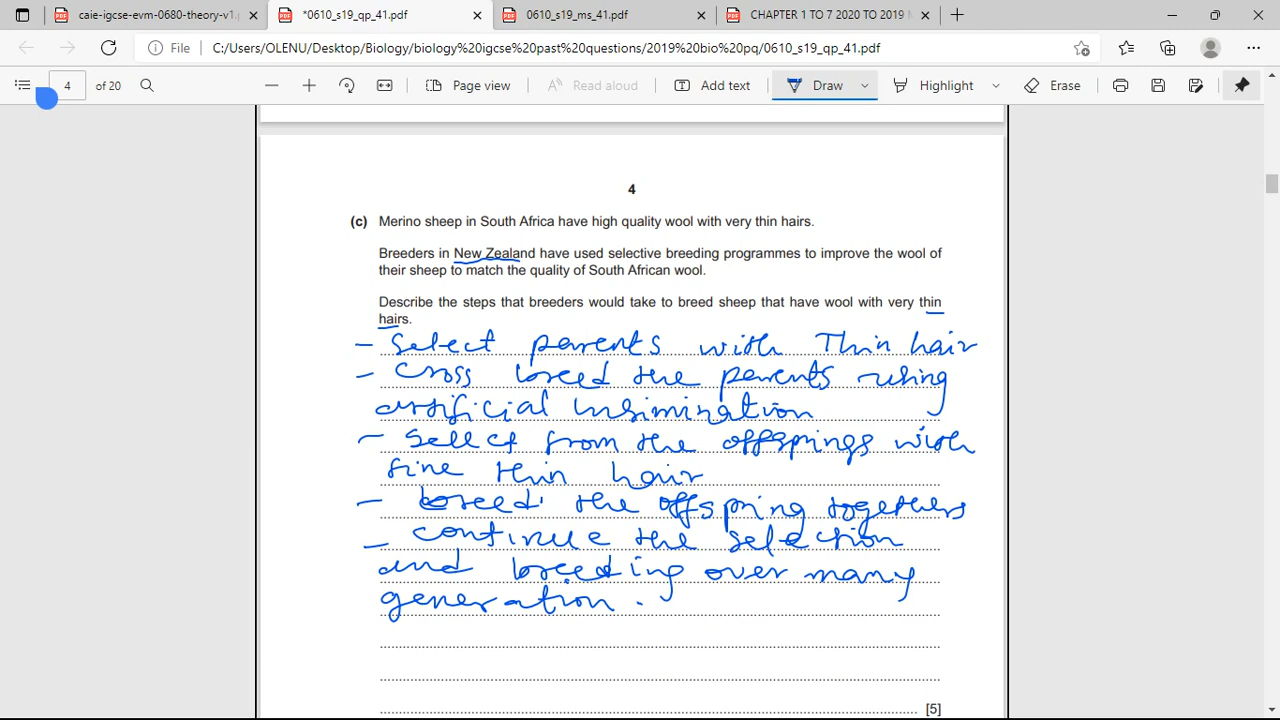 caie-igcse-evm-0680-theory-v1.
*0610_s19_qp_41.pdf
0610_s19_ms_41.pdf
CHAPTER 1 TO 7 2020 TO 2019
File C:/Users/OLENU/Desktop/Biology/biology%20igcse%20past%20questions/2019%20bio%20pq/0610_s19_qp_41.pdf
4 of 20 Page view Read aloud Add text Draw Highlight Erase
4
(c) Merino sheep in South Africa have high quality wool with very thin hairs.
Breeders in New Zealand have used selective breeding programmes to improve the wool of
their sheep to match the quality of South African wool.
Describe the steps that breeders would take to breed sheep that have wool with very thin
hairs.
- Select parents with Thin hair
- cross breed the parents using
artificial insimination
- Select from the offsprings with
fine thin hair
- breed the offspring togethers
- continue the selection
and breeding over many
generation.
[5]